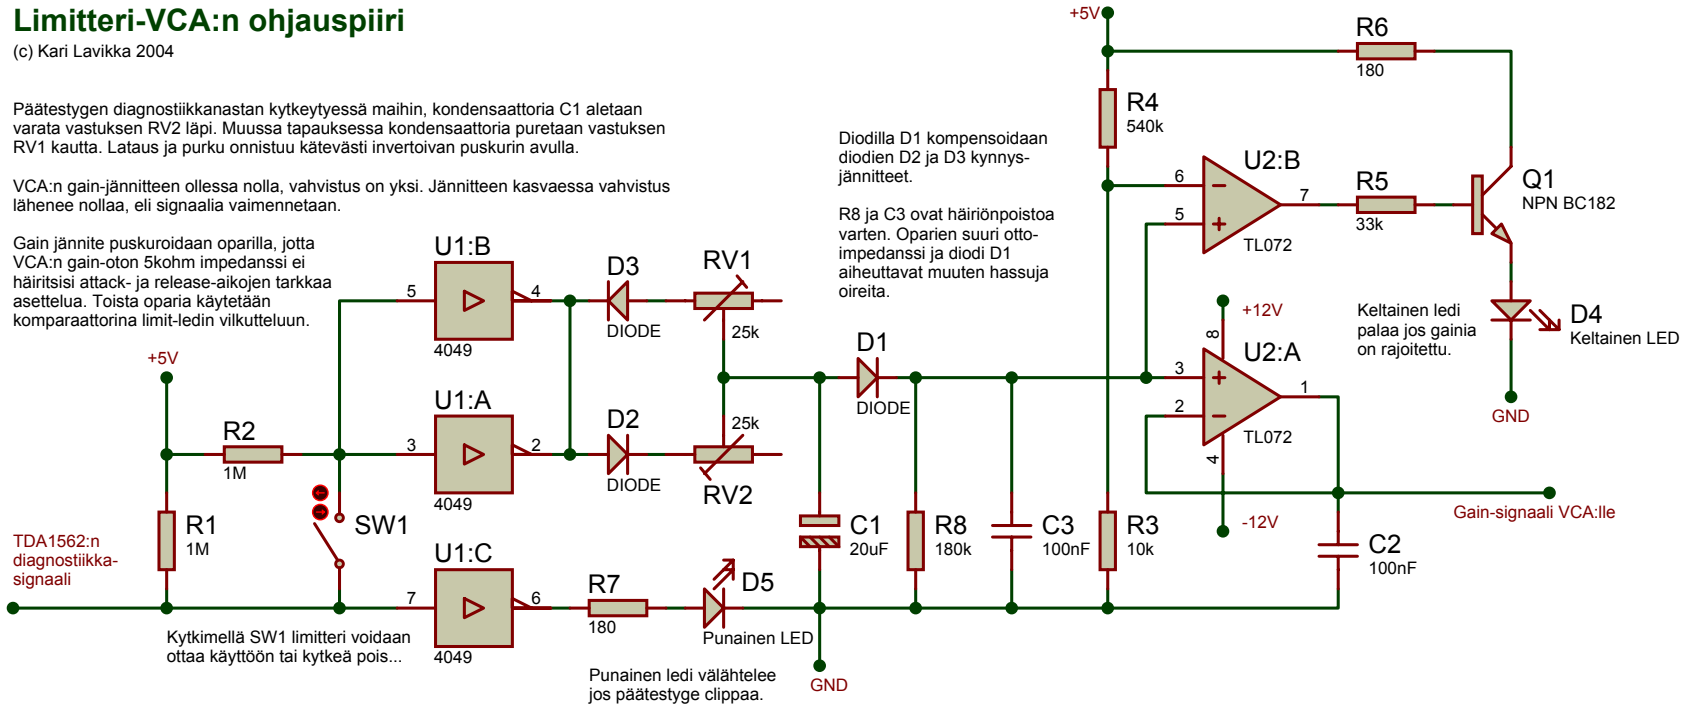 Limitteri-VCA:n ohjauspiiri
(c) Kari Lavikka 2004
Päätestygen diagnostiikkanastan kytkeytyessä maihin, kondensaattoria C1 aletaan
varata vastuksen RV2 läpi. Muussa tapauksessa kondensaattoria puretaan vastuksen
RV1 kautta. Lataus ja purku onnistuu kätevästi invertoivan puskurin avulla.
VCA:n gain-jännitteen ollessa nolla, vahvistus on yksi. Jännitteen kasvaessa vahvistus
lähenee nollaa, eli signaalia vaimennetaan.
Gain jännite puskuroidaan oparilla, jotta
VCA:n gain-oton 5kohm impedanssi ei
häiritsisi attack- ja release-aikojen tarkkaa
asettelua. Toista oparia käytetään
komparaattorina limit-ledin vilkutteluun.
+5V
R2
1M
R1
1M
TDA1562:n
diagnostiikka-
signaali
SW1
Kytkimellä SW1 limitteri voidaan
ottaa käyttöön tai kytkeä pois...
U1:B
5
4
4049
U1:A
3
2
4049
U1:C
7
6
4049
D3
DIODE
D2
DIODE
RV1
25k
25k
RV2
R7
180
D5
Punainen LED
Punainen ledi välähtelee
jos päätestyge clippaa.
GND
Diodilla D1 kompensoidaan
diodien D2 ja D3 kynnys-
jännitteet.
R8 ja C3 ovat häiriönpoistoa
varten. Oparien suuri otto-
impedanssi ja diodi D1
aiheuttavat muuten hassuja
oireita.
D1
DIODE
C1
20uF
R8
180k
C3
100nF
R3
10k
+5V
R4
540k
R6
180
U2:B
6
5
7
TL072
R5
33k
Q1
NPN BC182
+12V
8
U2:A
3
2
1
TL072
4
-12V
Keltainen ledi
palaa jos gainia
on rajoitettu.
D4
Keltainen LED
GND
Gain-signaali VCA:lle
C2
100nF